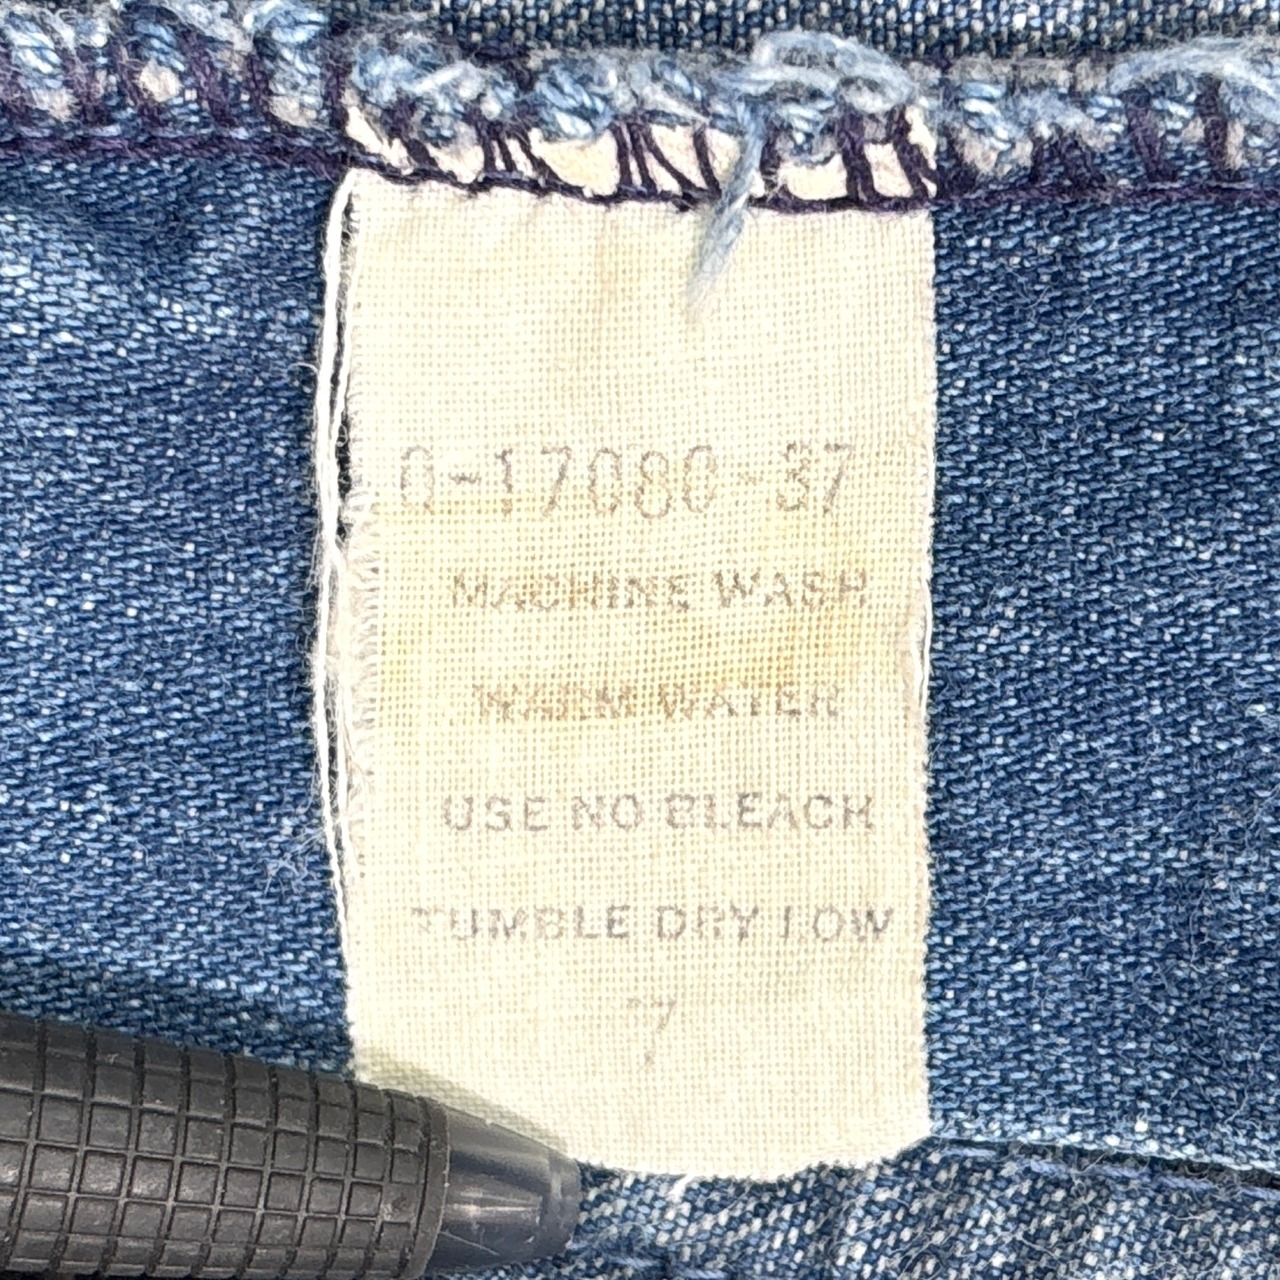 0-17080-37
MACHINE WASH
WARM WATER
USE NO BLEACH
TUMBLE DRY LOW
7